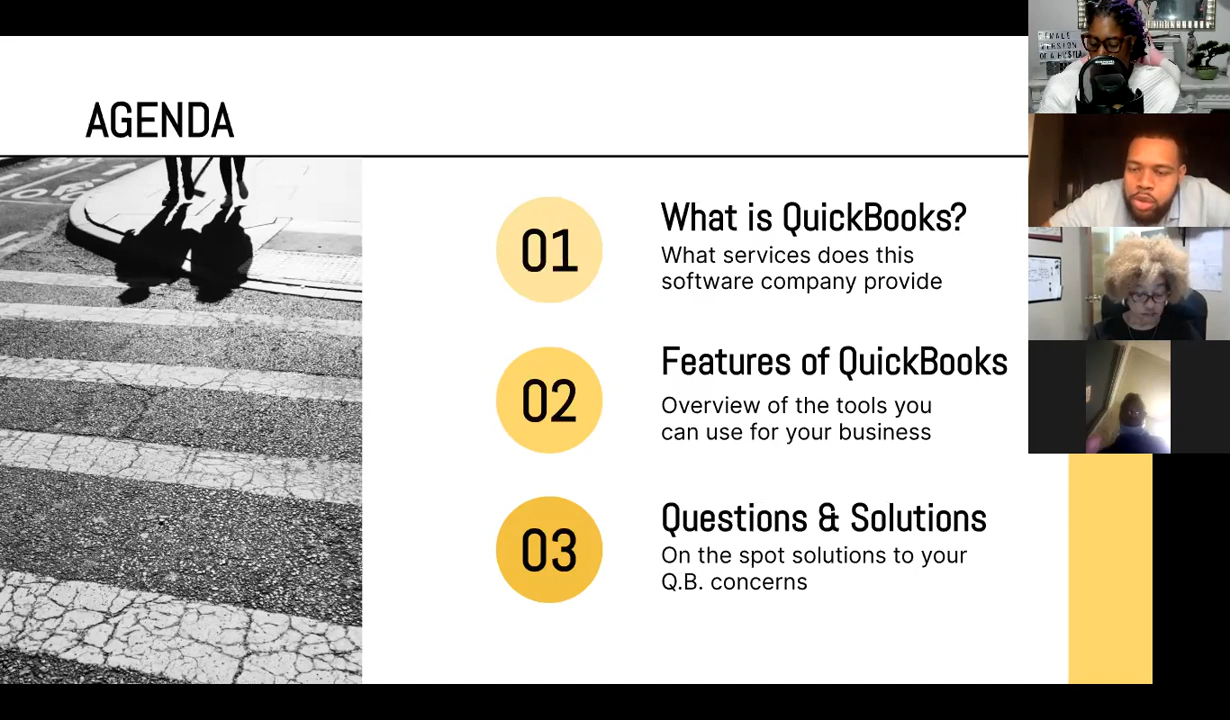 AGENDA
01
What is QuickBooks?
What services does this
software company provide
02
Features of QuickBooks
Overview of the tools you
can use for your business
03
Questions & Solutions
On the spot solutions to your
Q.B. concerns
VERSION